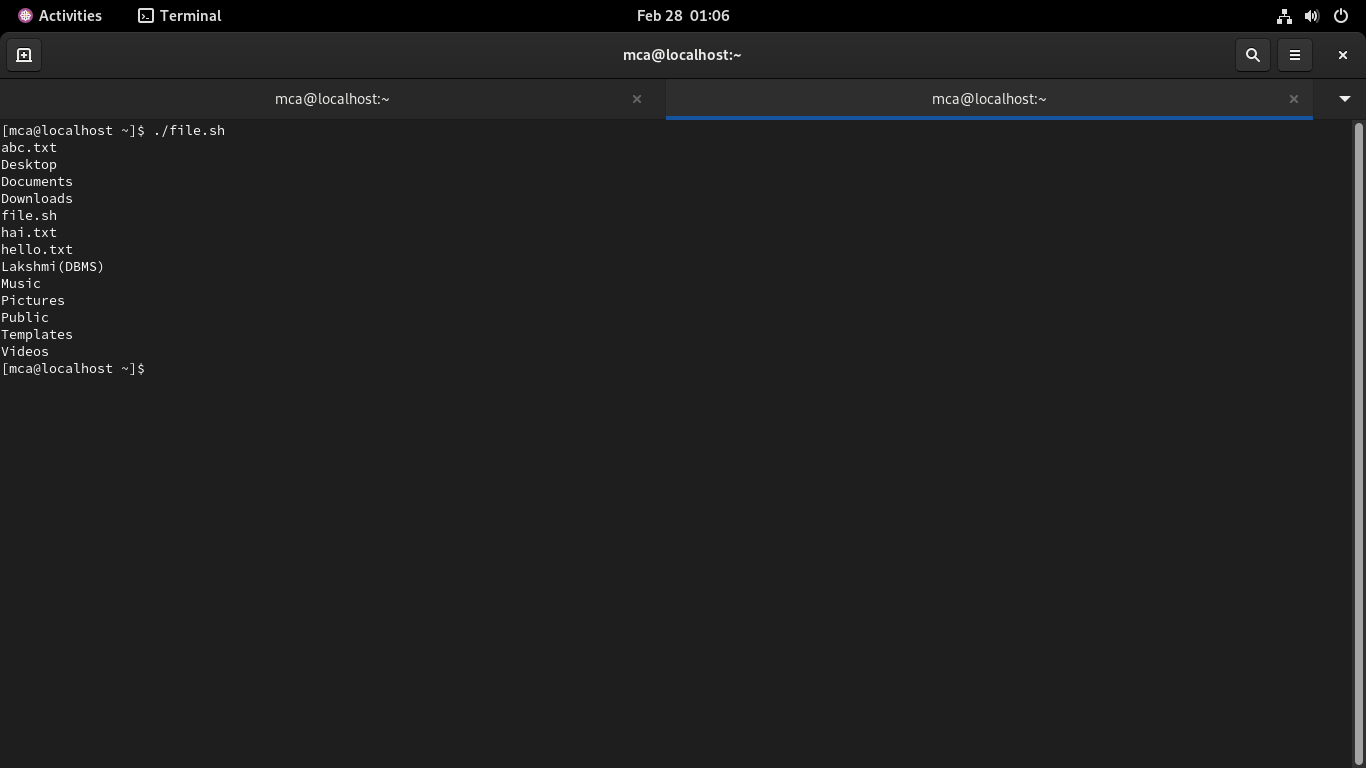 Activities Terminal Feb 28 01:06
mca@localhost:~
mca@localhost:~ mca@localhost:~
[mca@localhost ~]$ ./file.sh
abc.txt
Desktop
Documents
Downloads
file.sh
hai.txt
hello.txt
Lakshmi(DBMS)
Music
Pictures
Public
Templates
Videos
[mca@localhost ~]$